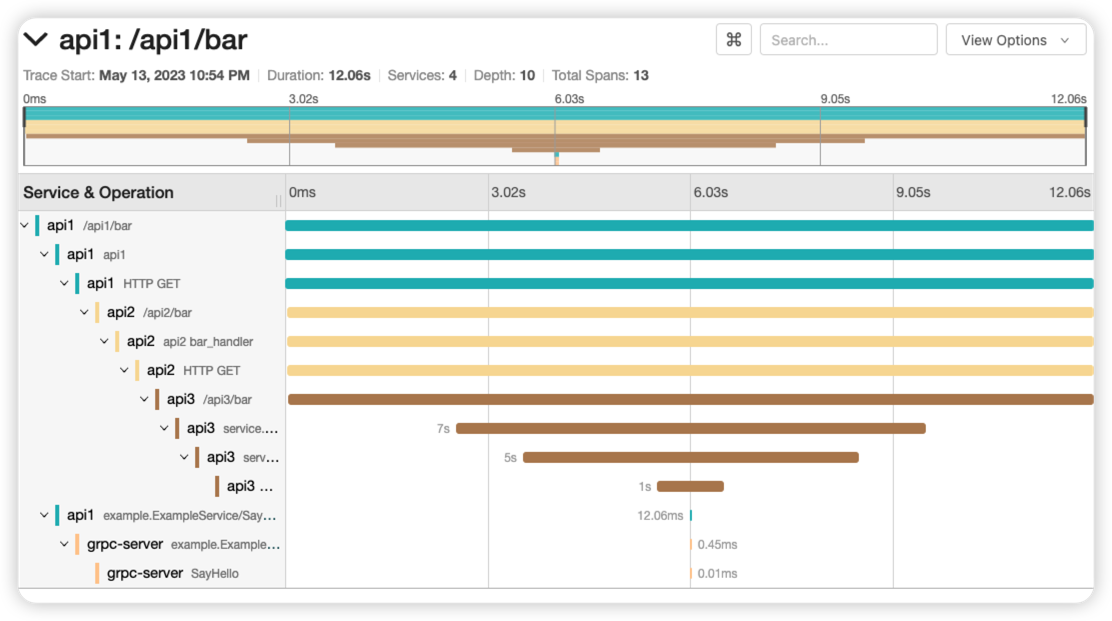 api1: /api1/bar
⌘ Search... View Options
Trace Start: May 13, 2023 10:54 PM Duration: 12.06s Services: 4 Depth: 10 Total Spans: 13
0ms 3.02s 6.03s 9.05s 12.06s
Service & Operation 0ms 3.02s 6.03s 9.05s 12.06s
api1 /api1/bar
api1 api1
api1 HTTP GET
api2 /api2/bar
api2 api2 bar_handler
api2 HTTP GET
api3 /api3/bar
api3 service.... 7s
api3 serv... 5s
api3 ... 1s
api1 example.ExampleService/Say... 12.06ms
grpc-server example.Example... 0.45ms
grpc-server SayHello 0.01ms